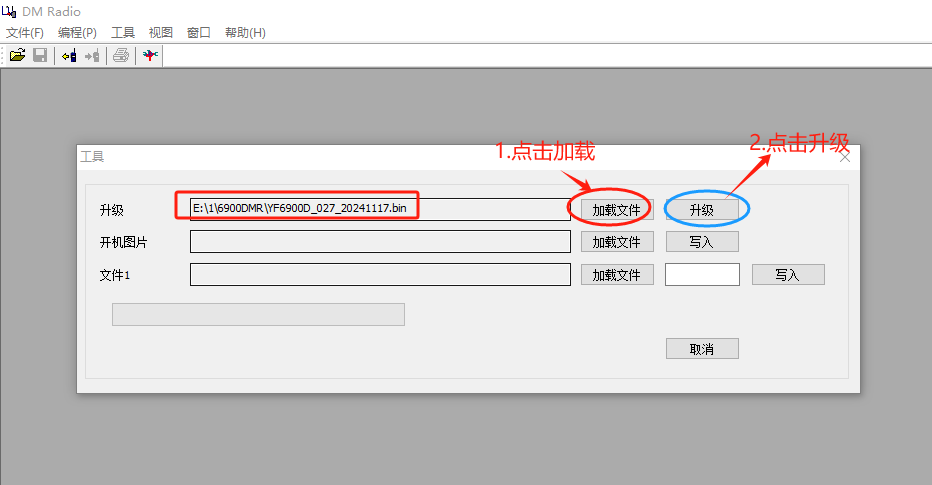 DM Radio
文件(F) 编程(P) 工具 视图 窗口 帮助(H)
1.点击加载
2.点击升级
工具
升级 E:\1\6900DMR\YF6900D_027_20241117.bin 加载文件 升级
开机图片 加载文件 写入
文件1 加载文件 写入
取消